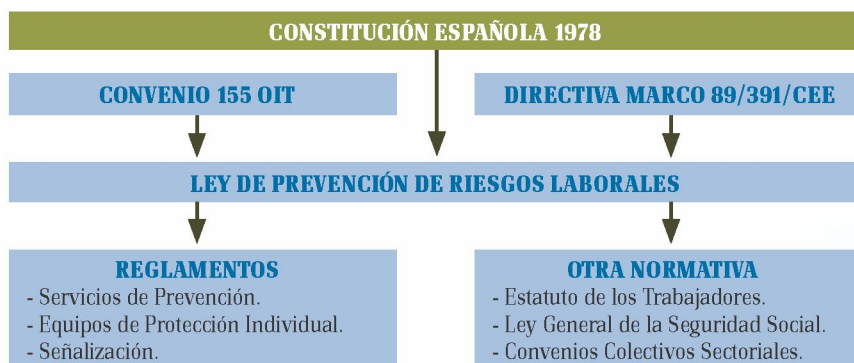 CONSTITUCIÓN ESPAÑOLA 1978
CONVENIO 155 OIT
DIRECTIVA MARCO 89/391/CEE
LEY DE PREVENCIÓN DE RIESGOS LABORALES
REGLAMENTOS
- Servicios de Prevención.
- Equipos de Protección Individual.
- Señalización.
OTRA NORMATIVA
- Estatuto de los Trabajadores.
- Ley General de la Seguridad Social.
- Convenios Colectivos Sectoriales.